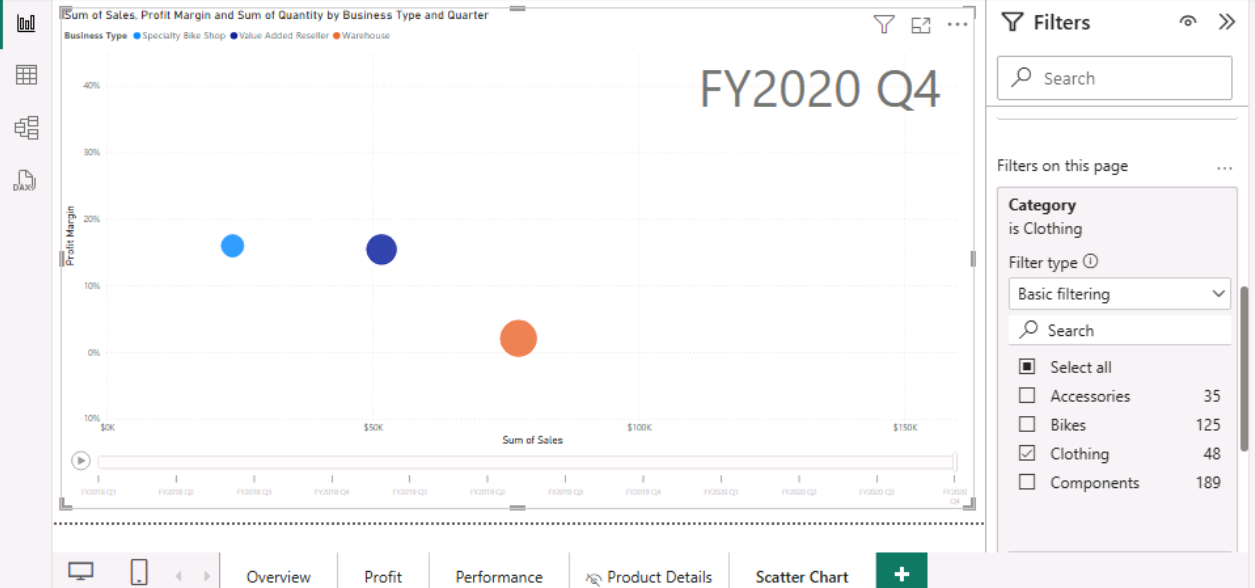 Sum of Sales, Profit Margin and Sum of Quantity by Business Type and Quarter
Business Type Specialty Bike Shop Value Added Reseller Warehouse
FY2020 Q4
40%
30%
20%
10%
0%
10%
Profit Margin
$0K $50K $100K $150K
Sum of Sales
FY2018 Q1 FY2018 Q2 FY2018 Q3 FY2018 Q4 FY2019 Q1 FY2019 Q2 FY2019 Q3 FY2019 Q4 FY2020 Q1 FY2020 Q2 FY2020 Q3 FY2020
Q4
DAX
Overview Profit Performance Product Details Scatter Chart +
Filters
Search
Filters on this page ...
Category
is Clothing
Filter type
Basic filtering
Search
Select all
Accessories 35
Bikes 125
Clothing 48
Components 189